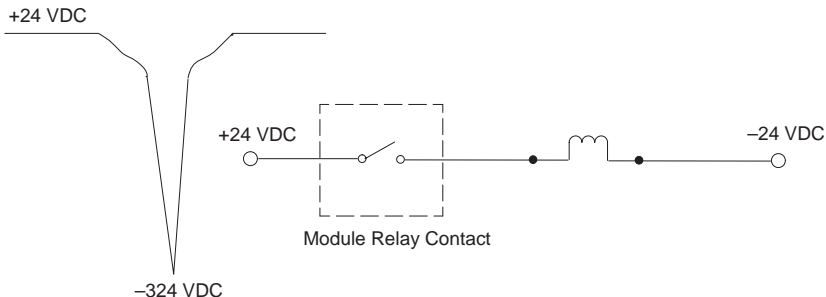 +24 VDC
+24 VDC
–24 VDC
Module Relay Contact
–324 VDC